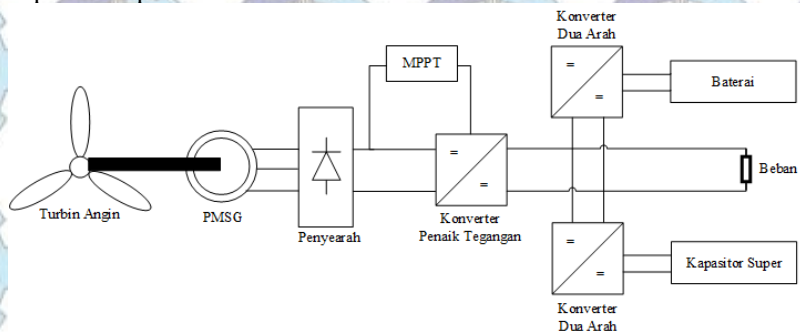 Konverter
Dua Arah
MPPT
=
=
Baterai
=
=
Beban
Turbin Angin
PMSG
Penyearah
Konverter
Penaik Tegangan
=
=
Kapasitor Super
Konverter
Dua Arah